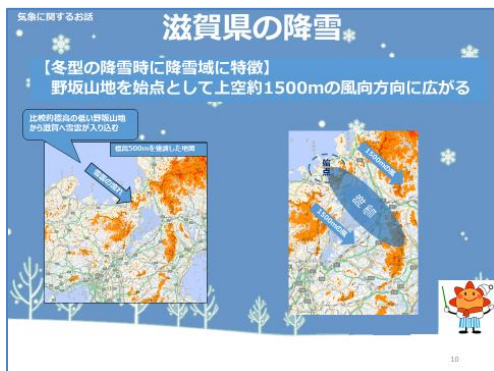 気象に関するお話
滋賀県の降雪
【冬型の降雪時に降雪域に特徴】
野坂山地を始点として上空約1500mの風向方向に広がる
比較的標高の低い野坂山地
から滋賀へ雪雲が入り込む
標高500mを強調した地図
雪雲の流れ
始点
1500mの風
1500mの風
10